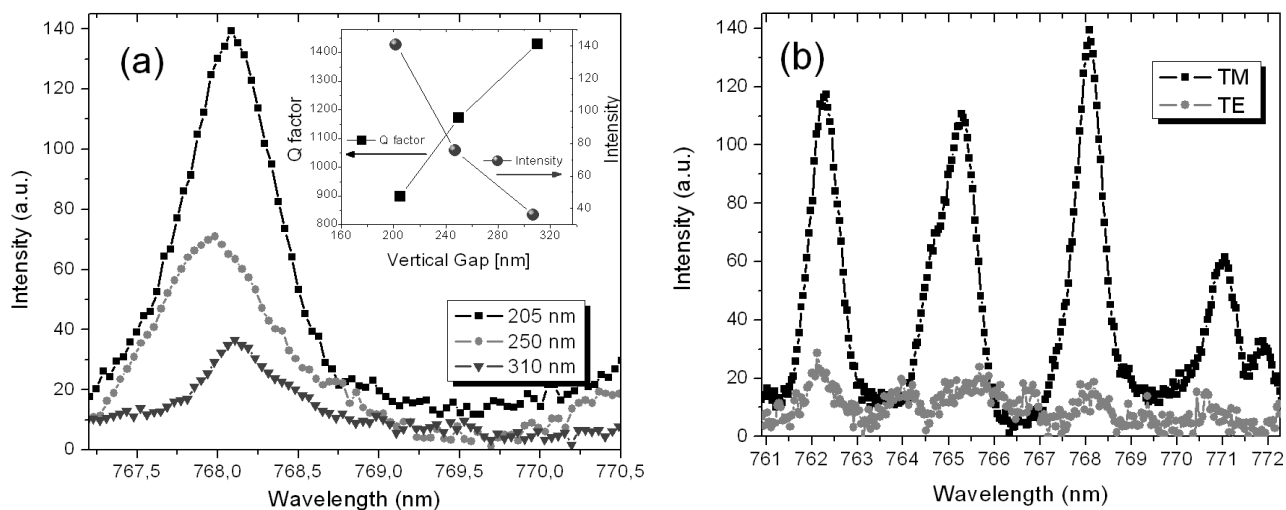 (a)
Intensity (a.u.)
140
120
100
80
60
40
20
0
767,5 768,0 768,5 769,0 769,5 770,0 770,5
Wavelength (nm)
205 nm
250 nm
310 nm
Q factor
1400
1300
1200
1100
1000
900
800
160 200 240 280 320
Vertical Gap [nm]
Intensity
140
120
100
80
60
40
Q factor
Intensity
(b)
Intensity (a.u.)
140
120
100
80
60
40
20
0
761 762 763 764 765 766 767 768 769 770 771 772
Wavelength (nm)
TM
TE